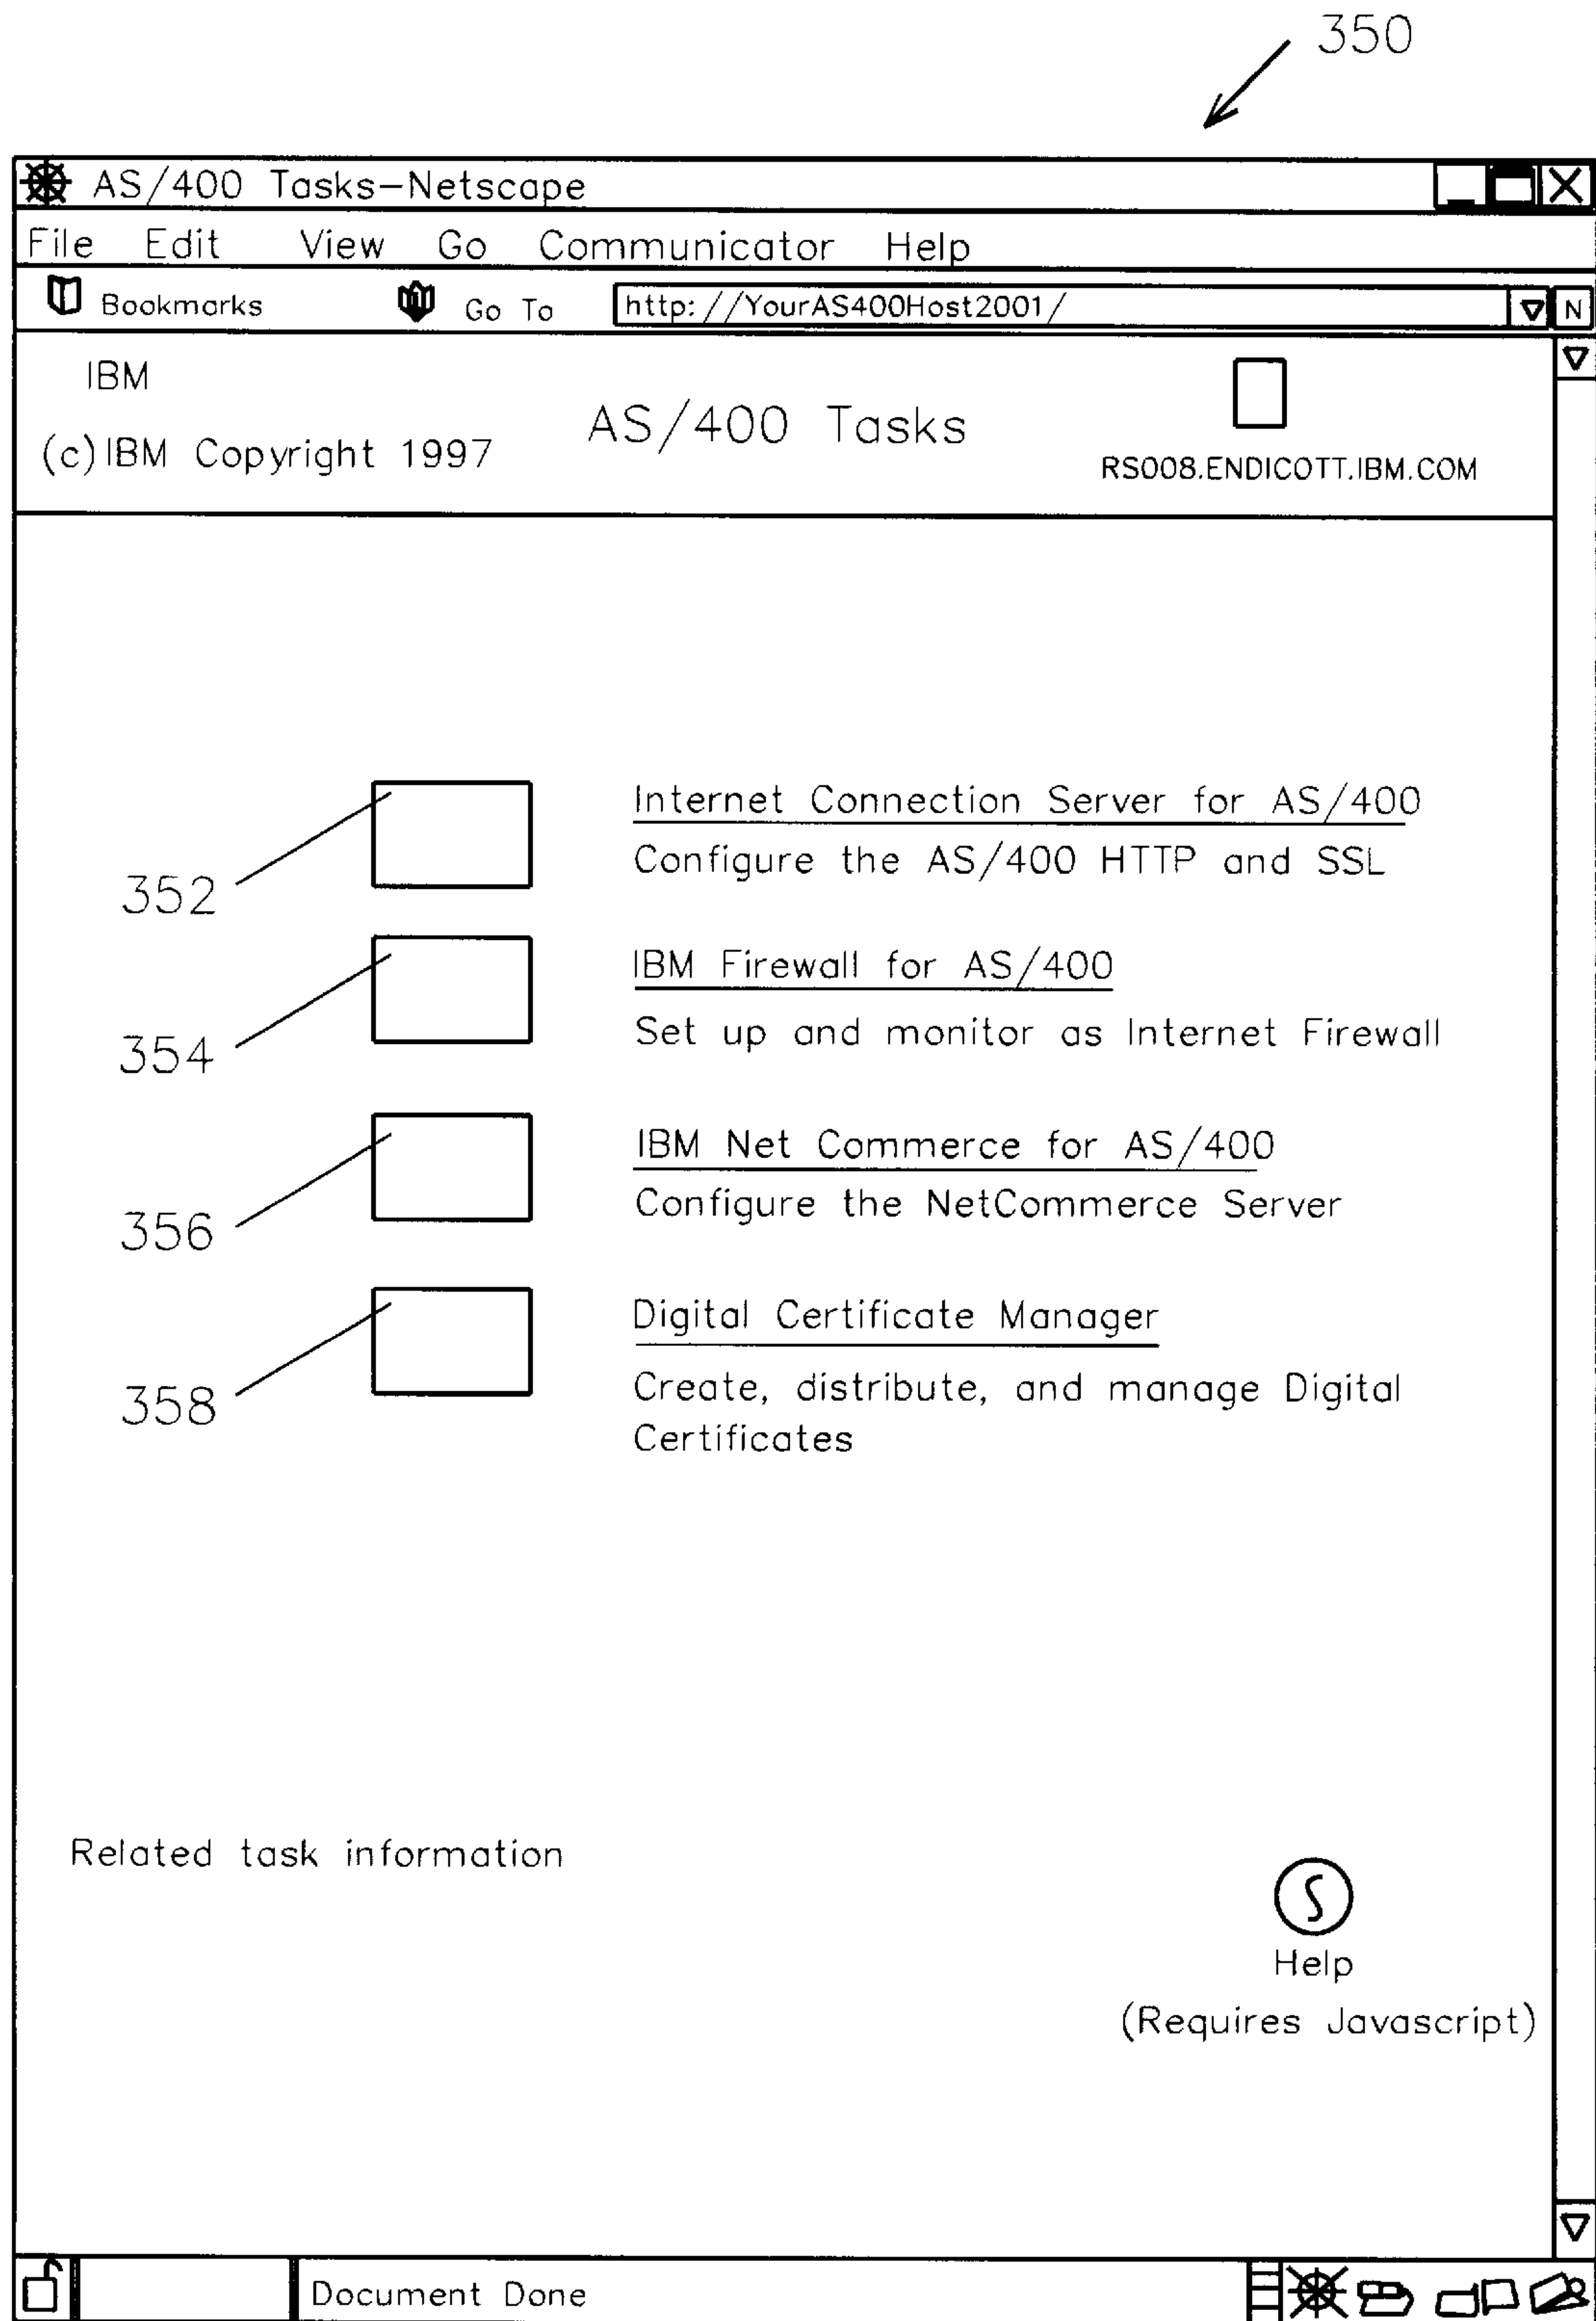 350
AS/400 Tasks-Netscape
File Edit View Go Communicator Help
Bookmarks Go To http://YourAS400Host2001/ N
IBM
(c)IBM Copyright 1997
AS/400 Tasks
RS008.ENDICOTT.IBM.COM
352
Internet Connection Server for AS/400
Configure the AS/400 HTTP and SSL
354
IBM Firewall for AS/400
Set up and monitor as Internet Firewall
356
IBM Net Commerce for AS/400
Configure the NetCommerce Server
358
Digital Certificate Manager
Create, distribute, and manage Digital
Certificates
Related task information
Help
(Requires Javascript)
Document Done